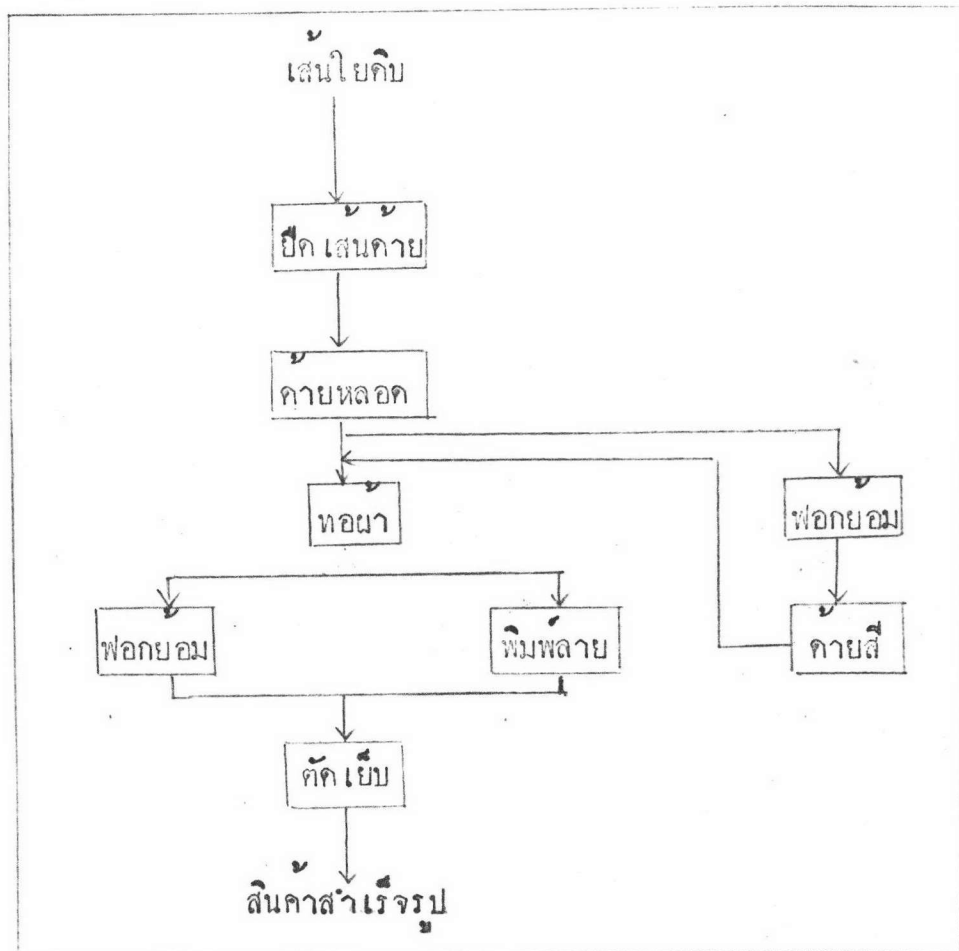 เส้นใยดิบ
ยืดเส้นด้าย
ด้ายหลอด
ทอผ้า
ฟอกย้อม
ฟอกย้อม
พิมพ์ลาย
ด้ายสี
ตัดเย็บ
สินค้าสำเร็จรูป